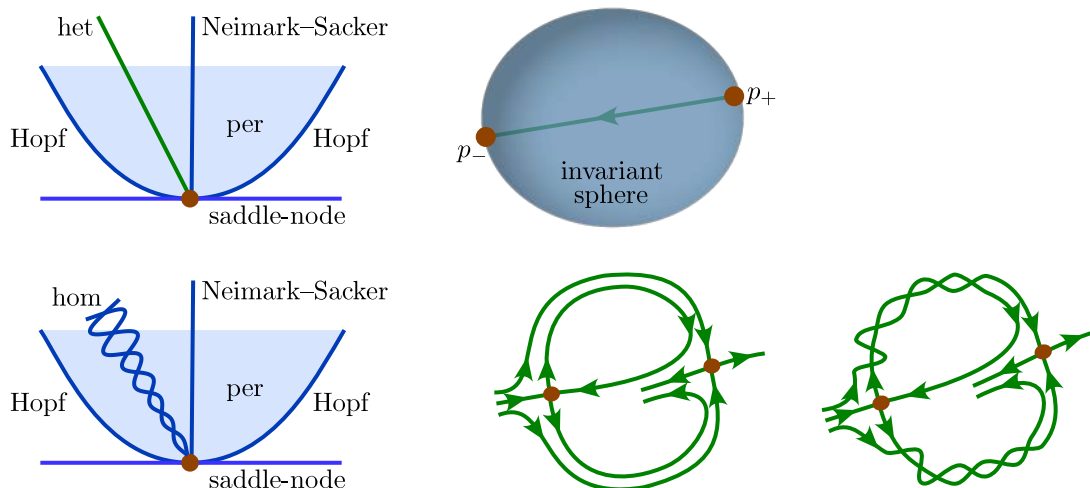 het
Neimark–Sacker
Hopf
per
Hopf
saddle-node
p₊
p₋
invariant
sphere
hom
Neimark–Sacker
Hopf
per
Hopf
saddle-node